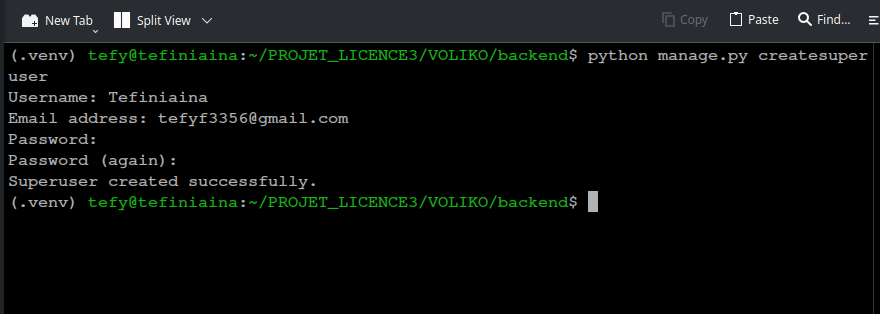 New Tab Split View Copy Paste Find...
(.venv) tefy@tefiniaina:~/PROJET_LICENCE3/VOLIKO/backend$ python manage.py createsuper
user
Username: Tefiniaina
Email address: tefyf3356@gmail.com
Password:
Password (again):
Superuser created successfully.
(.venv) tefy@tefiniaina:~/PROJET_LICENCE3/VOLIKO/backend$